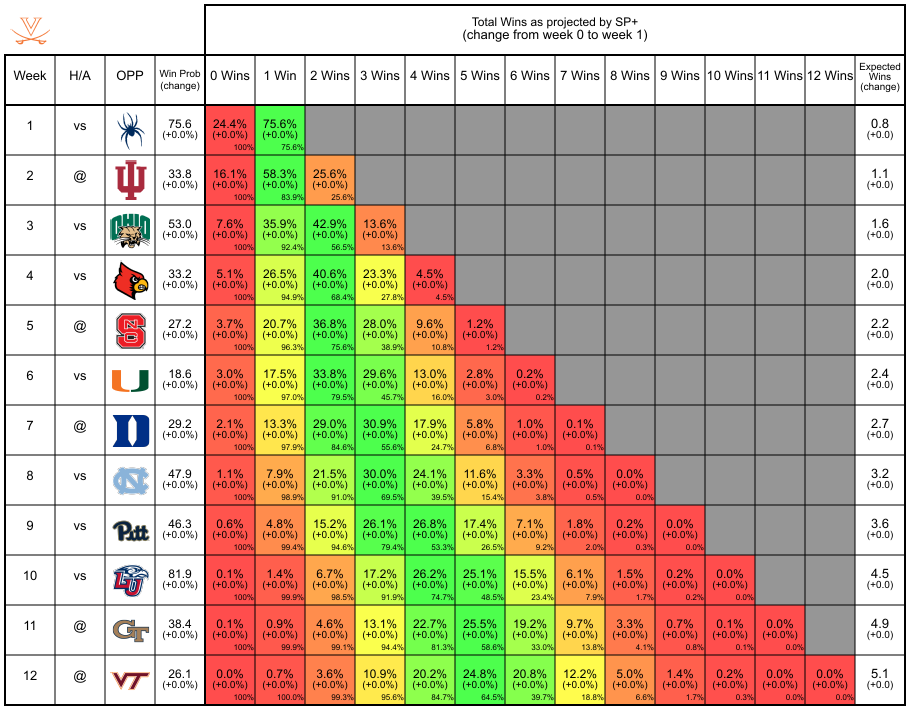 Total Wins as projected by SP+
(change from week 0 to week 1)
Week H/A OPP Win Prob (change) 0 Wins 1 Win 2 Wins 3 Wins 4 Wins 5 Wins 6 Wins 7 Wins 8 Wins 9 Wins 10 Wins 11 Wins 12 Wins Expected Wins (change)
1 vs 75.6 24.4% 75.6% 0.8
(+0.0%) (+0.0%) (+0.0%) (+0.0)
100% 75.6%
2 @ 33.8 16.1% 58.3% 25.6% 1.1
(+0.0%) (+0.0%) (+0.0%) (+0.0%) (+0.0)
100% 83.9% 25.6%
3 vs OHIO 53.0 7.6% 35.9% 42.9% 13.6% 1.6
(+0.0%) (+0.0%) (+0.0%) (+0.0%) (+0.0%) (+0.0)
100% 92.4% 56.5% 13.6%
4 vs 33.2 5.1% 26.5% 40.6% 23.3% 4.5% 2.0
(+0.0%) (+0.0%) (+0.0%) (+0.0%) (+0.0%) (+0.0%) (+0.0)
100% 94.9% 68.4% 27.8% 4.5%
5 @ S 27.2 3.7% 20.7% 36.8% 28.0% 9.6% 1.2% 2.2
(+0.0%) (+0.0%) (+0.0%) (+0.0%) (+0.0%) (+0.0%) (+0.0%) (+0.0)
100% 96.3% 75.6% 38.9% 10.8% 1.2%
6 vs U 18.6 3.0% 17.5% 33.8% 29.6% 13.0% 2.8% 0.2% 2.4
(+0.0%) (+0.0%) (+0.0%) (+0.0%) (+0.0%) (+0.0%) (+0.0%) (+0.0%) (+0.0)
100% 97.0% 79.5% 45.7% 16.0% 3.0% 0.2%
7 @ D 29.2 2.1% 13.3% 29.0% 30.9% 17.9% 5.8% 1.0% 0.1% 2.7
(+0.0%) (+0.0%) (+0.0%) (+0.0%) (+0.0%) (+0.0%) (+0.0%) (+0.0%) (+0.0%) (+0.0)
100% 97.9% 84.6% 55.6% 24.7% 6.8% 1.0% 0.1%
8 vs NC 47.9 1.1% 7.9% 21.5% 30.0% 24.1% 11.6% 3.3% 0.5% 0.0% 3.2
(+0.0%) (+0.0%) (+0.0%) (+0.0%) (+0.0%) (+0.0%) (+0.0%) (+0.0%) (+0.0%) (+0.0%) (+0.0)
100% 98.9% 91.0% 69.5% 39.5% 15.4% 3.8% 0.5% 0.0%
9 vs Pitt 46.3 0.6% 4.8% 15.2% 26.1% 26.8% 17.4% 7.1% 1.8% 0.2% 0.0% 3.6
(+0.0%) (+0.0%) (+0.0%) (+0.0%) (+0.0%) (+0.0%) (+0.0%) (+0.0%) (+0.0%) (+0.0%) (+0.0%) (+0.0)
100% 99.4% 94.6% 79.4% 53.3% 26.5% 9.2% 2.0% 0.3% 0.0%
10 vs LU 81.9 0.1% 1.4% 6.7% 17.2% 26.2% 25.1% 15.5% 6.1% 1.5% 0.2% 0.0% 4.5
(+0.0%) (+0.0%) (+0.0%) (+0.0%) (+0.0%) (+0.0%) (+0.0%) (+0.0%) (+0.0%) (+0.0%) (+0.0%) (+0.0%) (+0.0)
100% 99.9% 98.5% 91.9% 74.7% 48.5% 23.4% 7.9% 1.7% 0.2% 0.0%
11 @ GT 38.4 0.1% 0.9% 4.6% 13.1% 22.7% 25.5% 19.2% 9.7% 3.3% 0.7% 0.1% 0.0% 4.9
(+0.0%) (+0.0%) (+0.0%) (+0.0%) (+0.0%) (+0.0%) (+0.0%) (+0.0%) (+0.0%) (+0.0%) (+0.0%) (+0.0%) (+0.0%) (+0.0)
100% 99.9% 99.1% 94.4% 81.3% 58.6% 33.0% 13.8% 4.1% 0.8% 0.1% 0.0%
12 @ VT 26.1 0.0% 0.7% 3.6% 10.9% 20.2% 24.8% 20.8% 12.2% 5.0% 1.4% 0.2% 0.0% 0.0% 5.1
(+0.0%) (+0.0%) (+0.0%) (+0.0%) (+0.0%) (+0.0%) (+0.0%) (+0.0%) (+0.0%) (+0.0%) (+0.0%) (+0.0%) (+0.0%) (+0.0%) (+0.0)
100% 100.0% 99.3% 95.6% 84.7% 64.5% 39.7% 18.8% 6.6% 1.7% 0.3% 0.0% 0.0%